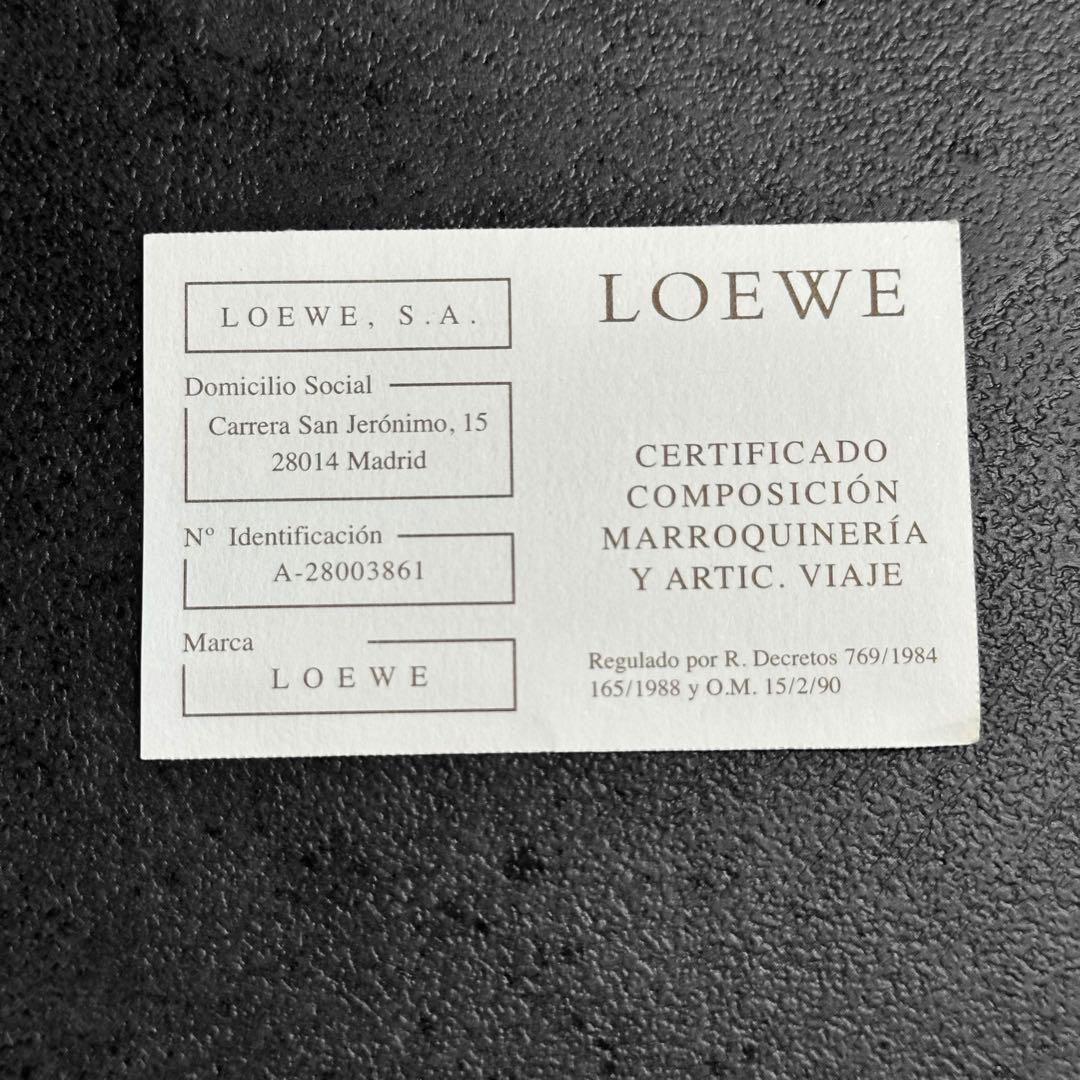 LOEWE, S.A.
Domicilio Social
Carrera San Jerónimo, 15
28014 Madrid
Nº Identificación
A-28003861
Marca
LOEWE
LOEWE
CERTIFICADO
COMPOSICIÓN
MARROQUINERÍA
Y ARTIC. VIAJE
Regulado por R. Decretos 769/1984
165/1988 y O.M. 15/2/90